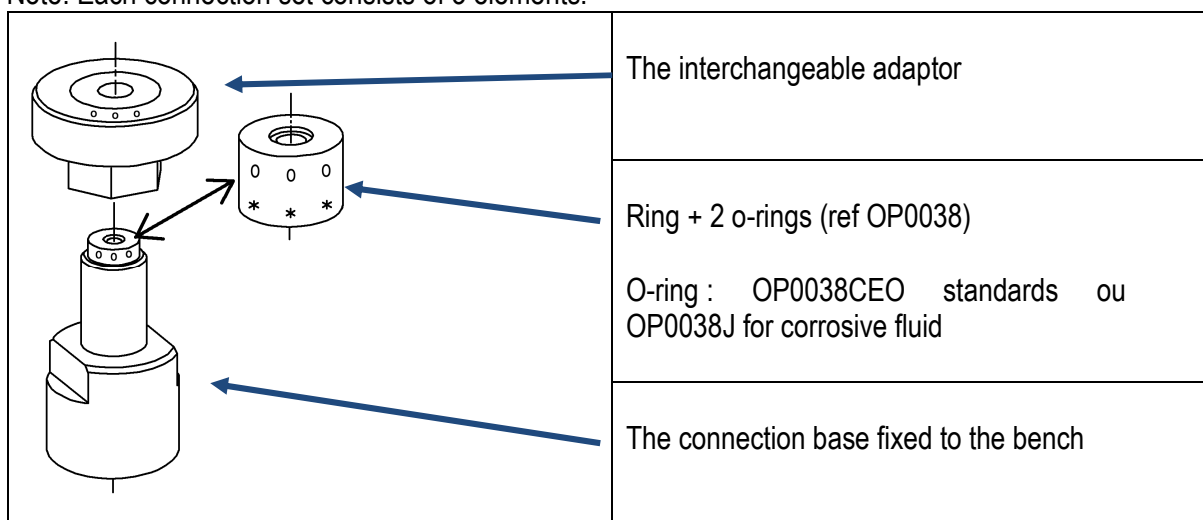 Note: Each connection set consists of elements.
The interchangeable adaptor
Ring + 2 o-rings (ref OP0038)
O-ring : OP0038CEO standards ou
OP0038J for corrosive fluid
The connection base fixed to the bench